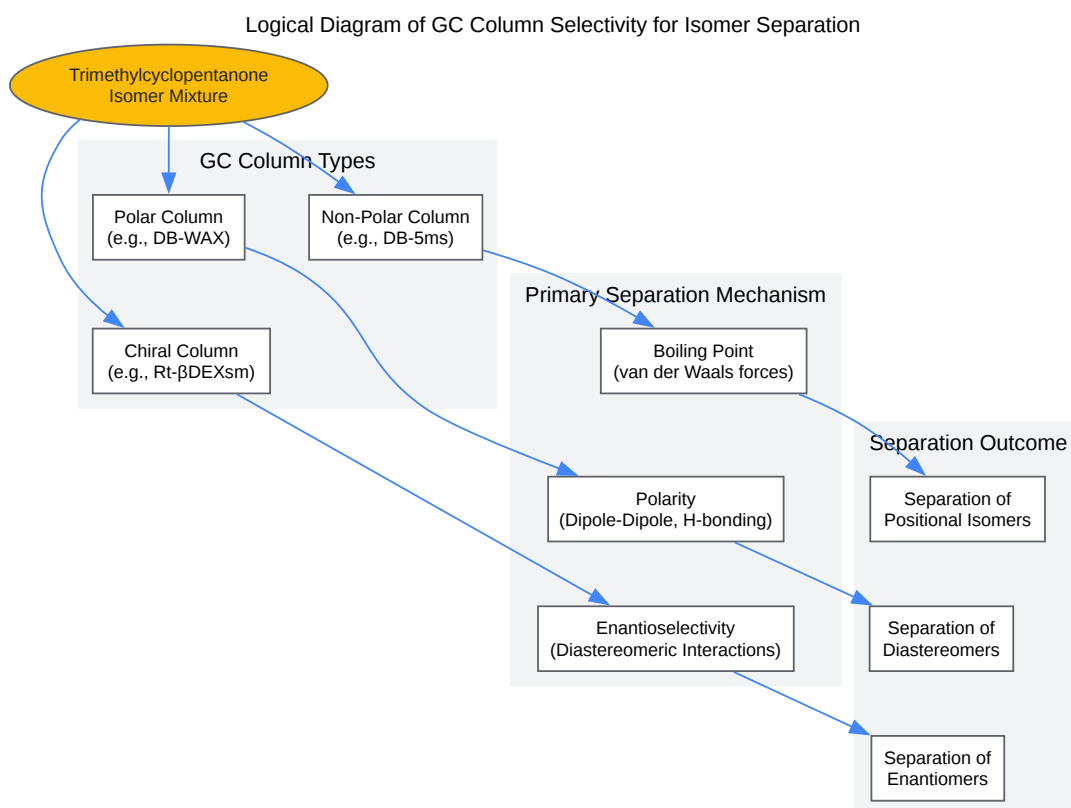 Logical Diagram of GC Column Selectivity for Isomer Separation
Trimethylcyclopentanone
Isomer Mixture
GC Column Types
Polar Column
(e.g., DB-WAX)
Non-Polar Column
(e.g., DB-5ms)
Chiral Column
(e.g., Rt-βDEXsm)
Primary Separation Mechanism
Boiling Point
(van der Waals forces)
Polarity
(Dipole-Dipole, H-bonding)
Enantioselectivity
(Diastereomeric Interactions)
Separation Outcome
Separation of
Positional Isomers
Separation of
Diastereomers
Separation of
Enantiomers